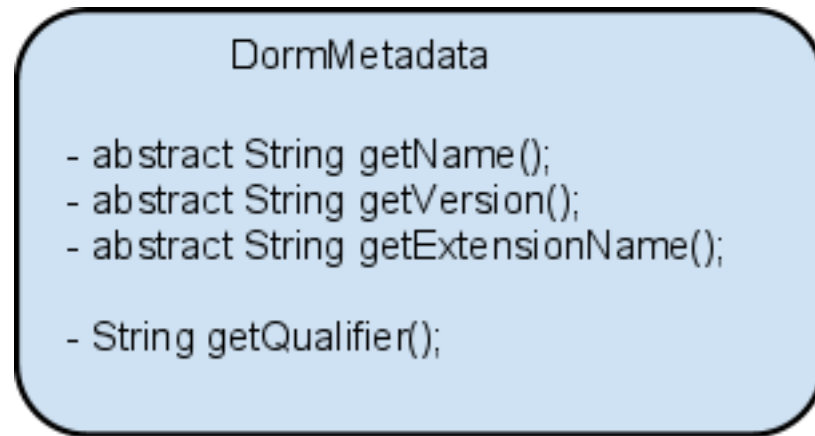 DormMetadata
- abstract String getName();
- abstract String getVersion();
- abstract String getExtensionName();
- String getQualifier();